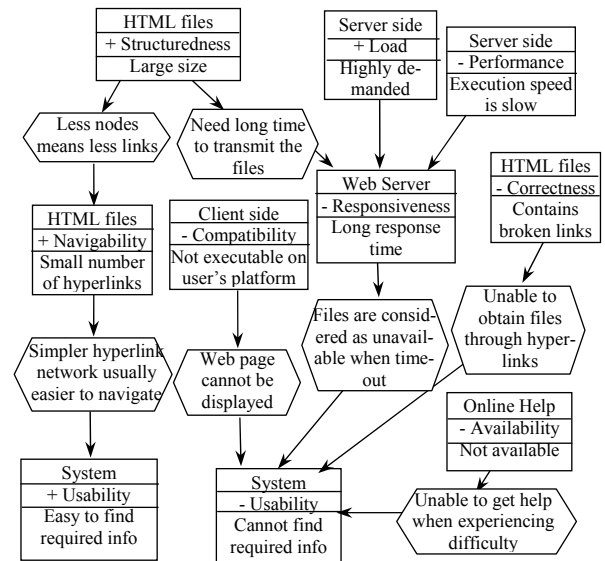 HTML files
+ Structuredness
Large size
Server side
+ Load
Highly de-
manded
Server side
- Performance
Execution speed
is slow
Less nodes
means less links
Need long time
to transmit the
files
HTML files
+ Navigability
Small number
of hyperlinks
Client side
- Compatibility
Not executable on
user's platform
Web Server
- Responsiveness
Long response
time
HTML files
- Correctness
Contains
broken links
Simpler hyperlink
network usually
easier to navigate
Web page
cannot be
displayed
Files are consid-
ered as unavail-
able when time-
out
Unable to
obtain files
through hyper-
links
Online Help
- Availability
Not available
System
+ Usability
Easy to find
required info
System
- Usability
Cannot find
required info
Unable to get help
when experiencing
difficulty